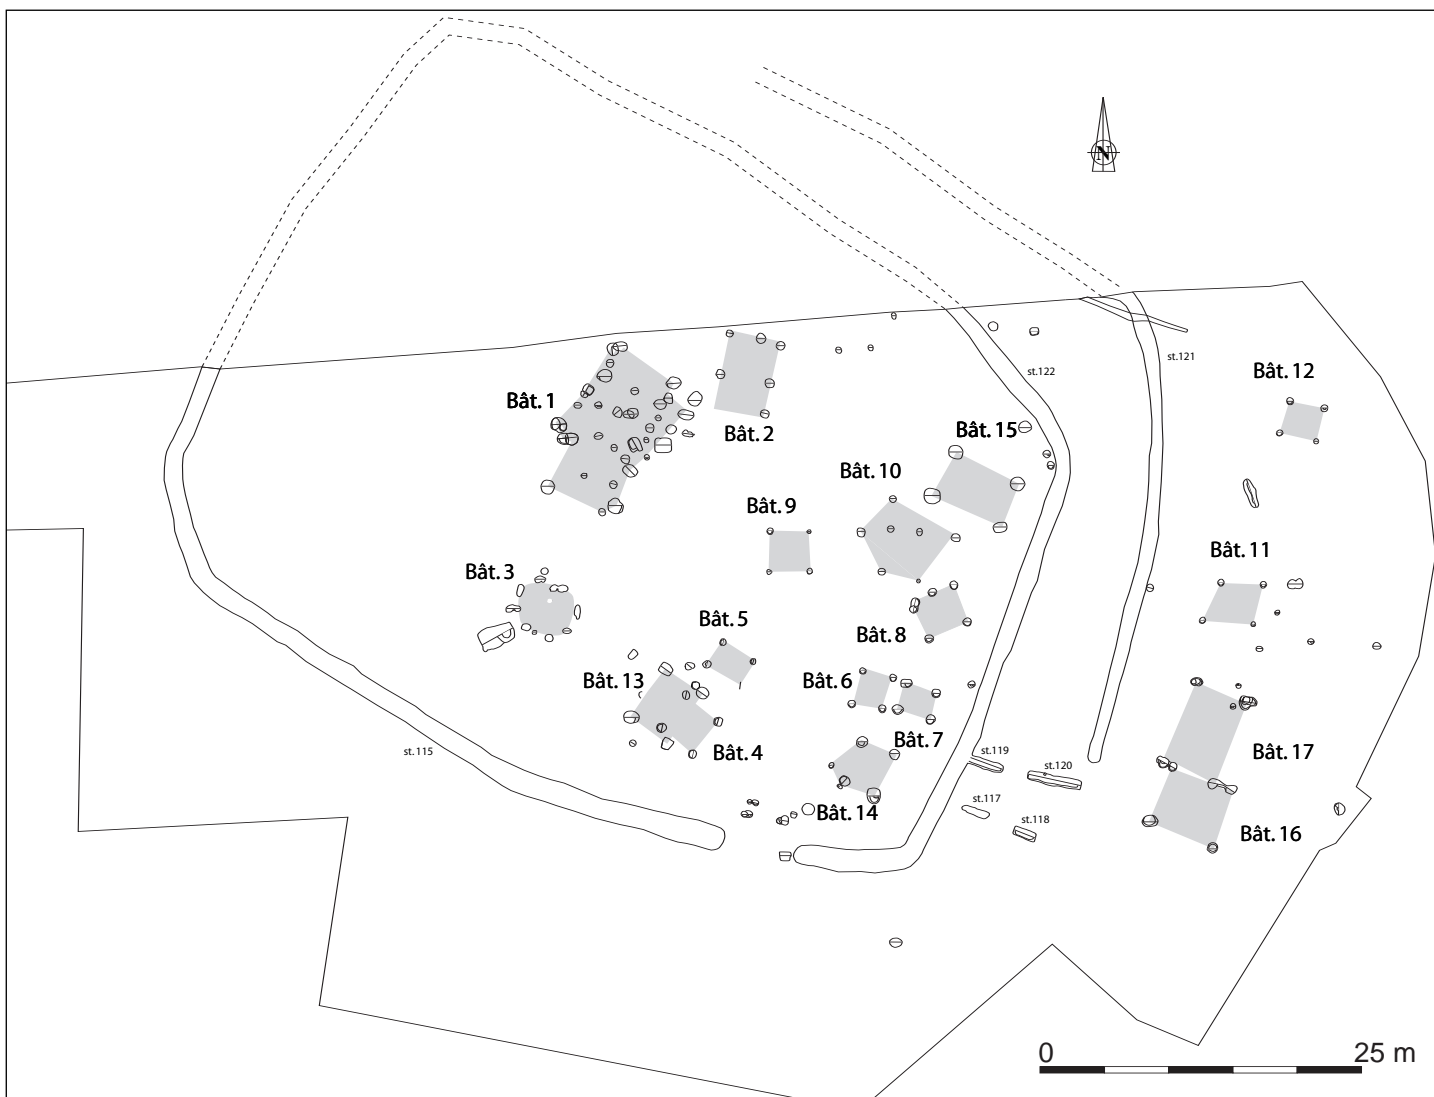 N
st.121
st.122
Bât. 12
Bât. 1
Bât. 2
Bât. 15
Bât. 10
Bât. 9
Bât. 11
Bât. 3
Bât. 5
Bât. 8
Bât. 13
Bât. 6
Bât. 7
Bât. 4
st.115
st.119
st.120
Bât. 17
st.117
st.118
Bât. 14
Bât. 16
0 25 m